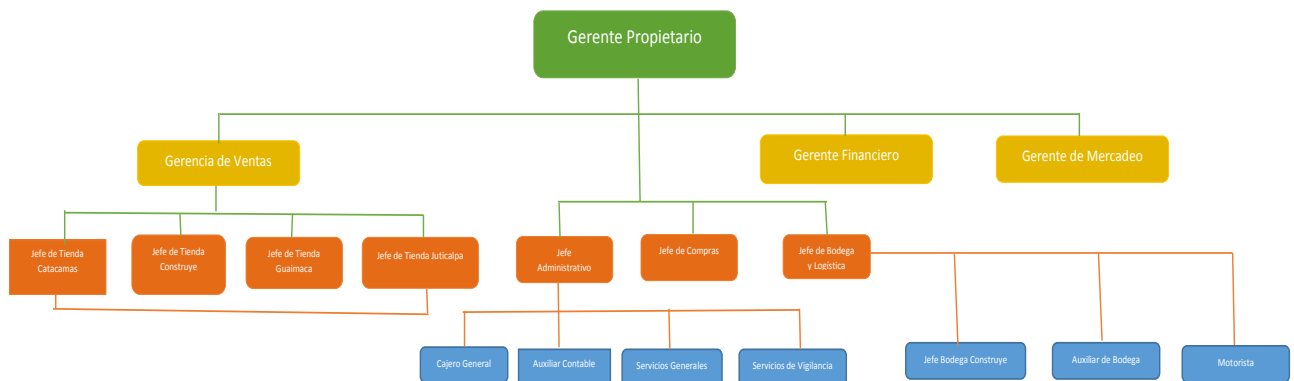 Gerente Propietario
Gerencia de Ventas
Gerente Financiero
Gerente de Mercadeo
Jefe de Tienda
Catacamas
Jefe de Tienda
Construye
Jefe de Tienda
Guaimaca
Jefe de Tienda Juticalpa
Jefe
Administrativo
Jefe de Compras
Jefe de Bodega
y Logística
Cajero General
Auxiliar Contable
Servicios Generales
Servicios de Vigilancia
Jefe Bodega Construye
Auxiliar de Bodega
Motorista